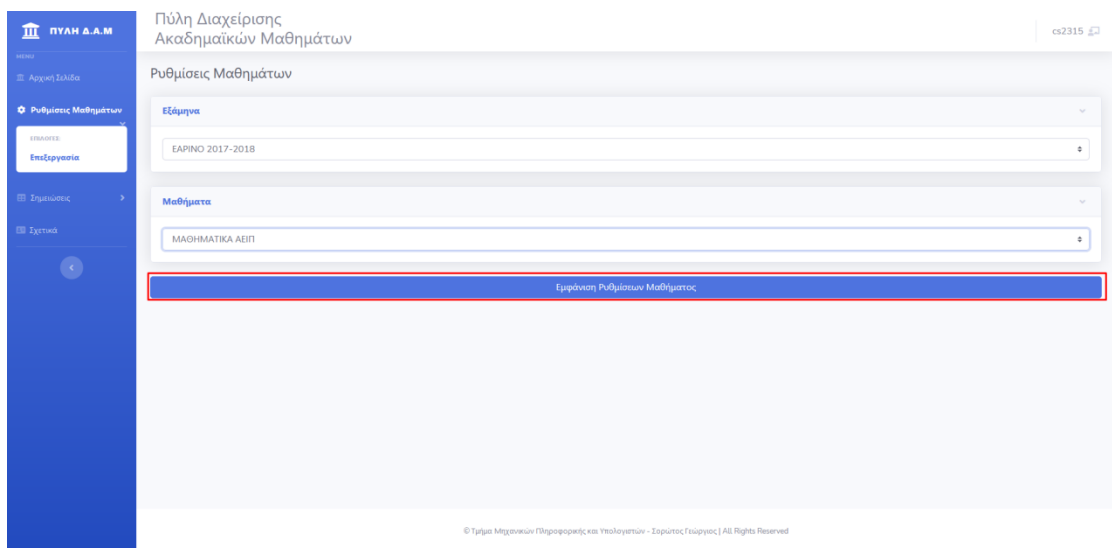 ΠΥΛΗ Δ.Α.Μ
Πύλη Διαχείρισης
Ακαδημαϊκών Μαθημάτων
cs2315
MENU
Αρχική Σελίδα
Ρυθμίσεις Μαθημάτων
ΕΠΙΛΟΓΕΣ:
Επεξεργασία
Σημειώσεις
Σχετικά
Ρυθμίσεις Μαθημάτων
Εξάμηνα
ΕΑΡΙΝΟ 2017-2018
Μαθήματα
ΜΑΘΗΜΑΤΙΚΑ ΑΕΙΠ
Εμφάνιση Ρυθμίσεων Μαθήματος
© Τμήμα Μηχανικών Πληροφορικής και Υπολογιστών - Σορώτος Γεώργιος | All Rights Reserved